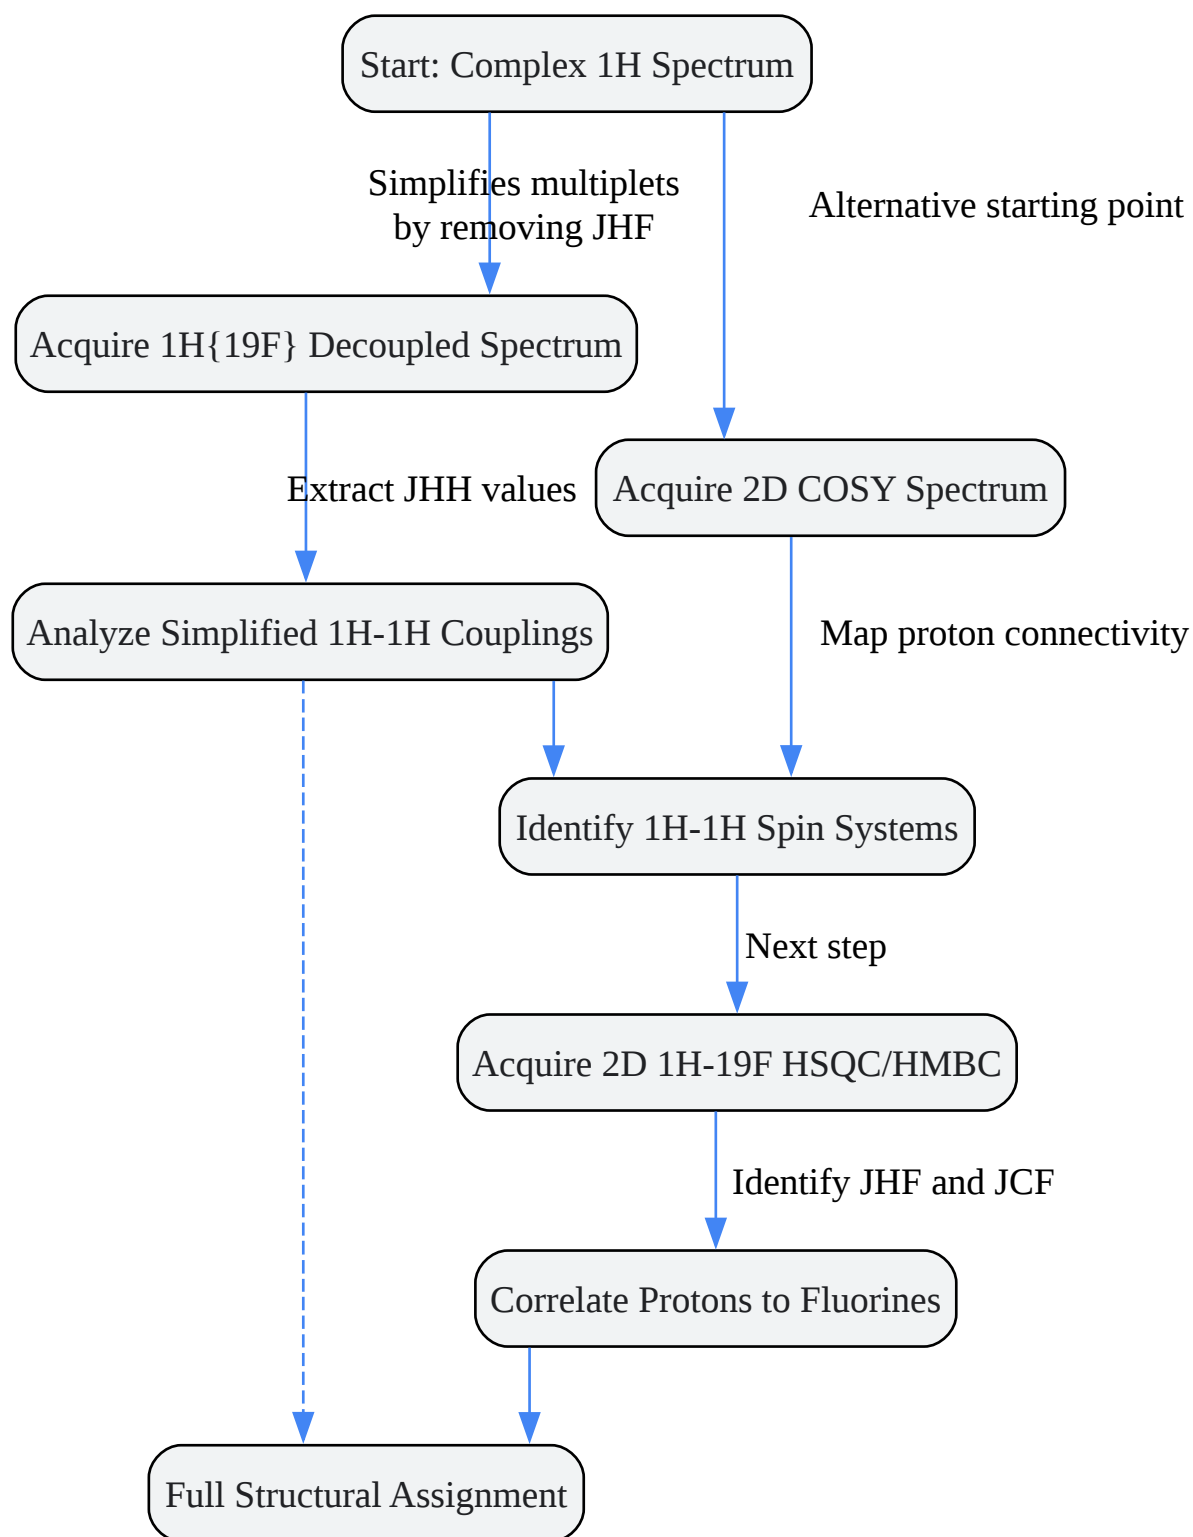 Start: Complex 1H Spectrum
Simplifies multiplets
by removing JHF
Alternative starting point
Acquire 1H{19F} Decoupled Spectrum
Extract JHH values
Acquire 2D COSY Spectrum
Analyze Simplified 1H-1H Couplings
Map proton connectivity
Identify 1H-1H Spin Systems
Next step
Acquire 2D 1H-19F HSQC/HMBC
Identify JHF and JCF
Correlate Protons to Fluorines
Full Structural Assignment